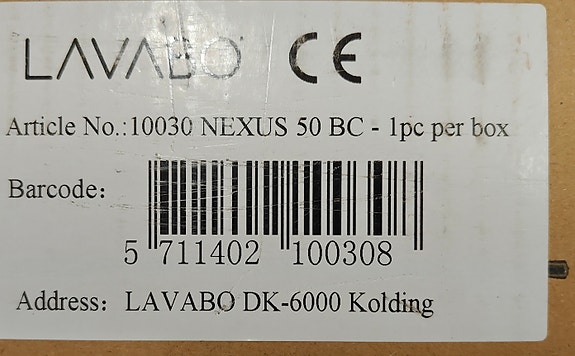 LAVABO CE
Article No.:10030 NEXUS 50 BC - 1pc per box
Barcode:
5 711402 100308
Address: LAVABO DK-6000 Kolding